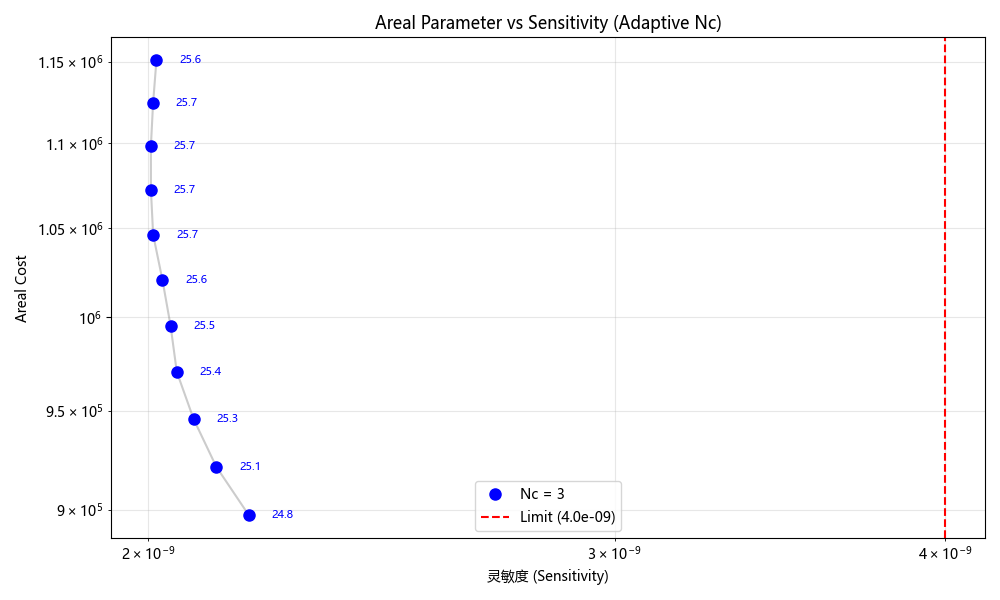 Areal Parameter vs Sensitivity (Adaptive Nc)
Areal Cost
1.15 × 10⁶
1.1 × 10⁶
1.05 × 10⁶
10⁶
9.5 × 10⁵
9 × 10⁵
25.6
25.7
25.7
25.7
25.7
25.6
25.5
25.4
25.3
25.1
24.8
Nc = 3
Limit (4.0e-09)
2 × 10⁻⁹
3 × 10⁻⁹
4 × 10⁻⁹
灵敏度 (Sensitivity)